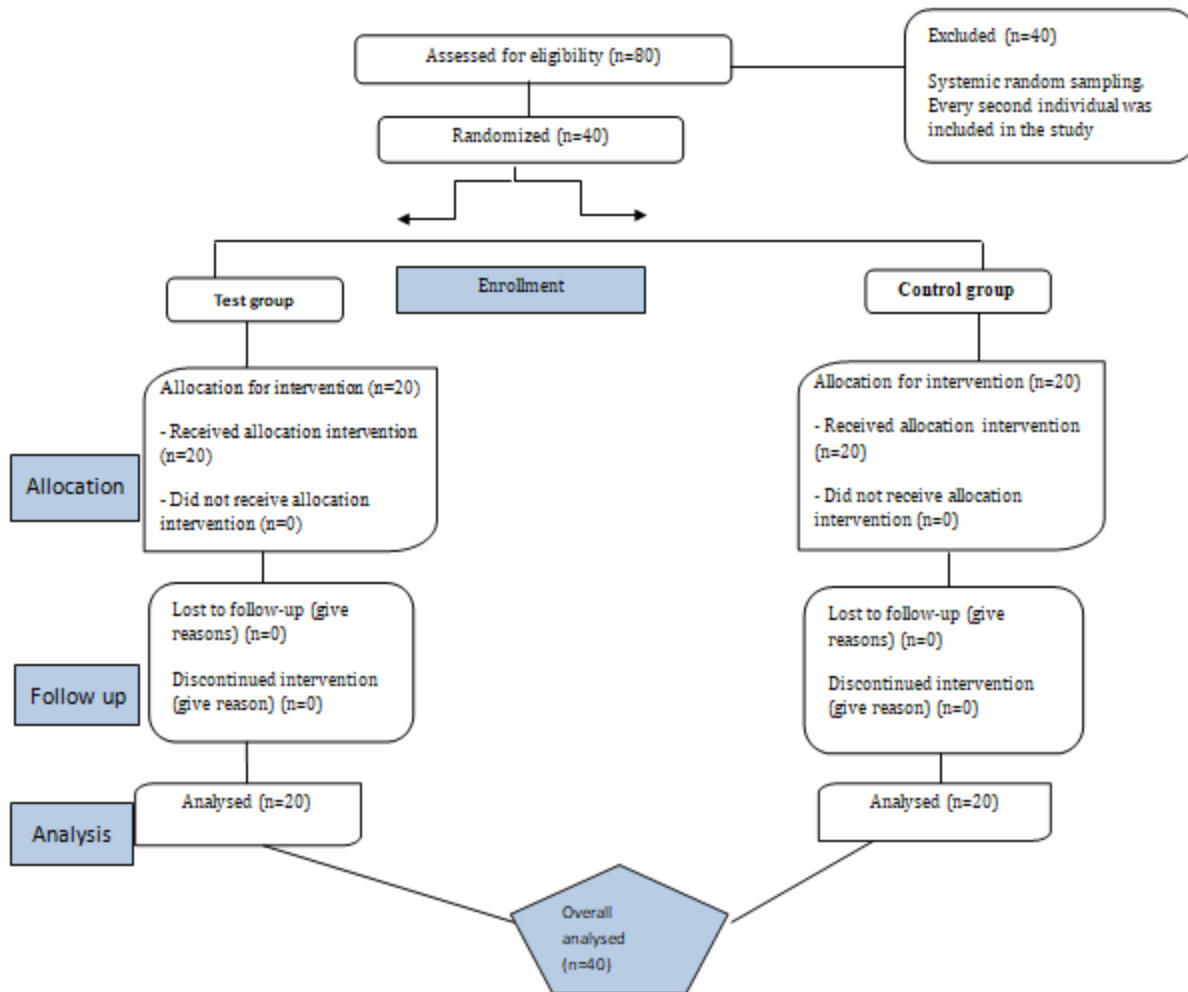 Assessed for eligibility (n=80)
Excluded (n=40)
Systemic random sampling.
Every second individual was
included in the study
Randomized (n=40)
Enrollment
Test group
Control group
Allocation
Allocation for intervention (n=20)
- Received allocation intervention
(n=20)
- Did not receive allocation
intervention (n=0)
Allocation for intervention (n=20)
- Received allocation intervention
(n=20)
- Did not receive allocation
intervention (n=0)
Follow up
Lost to follow-up (give
reasons) (n=0)
Discontinued intervention
(give reason) (n=0)
Lost to follow-up (give
reasons) (n=0)
Discontinued intervention
(give reason) (n=0)
Analysis
Analysed (n=20)
Analysed (n=20)
Overall
analysed
(n=40)